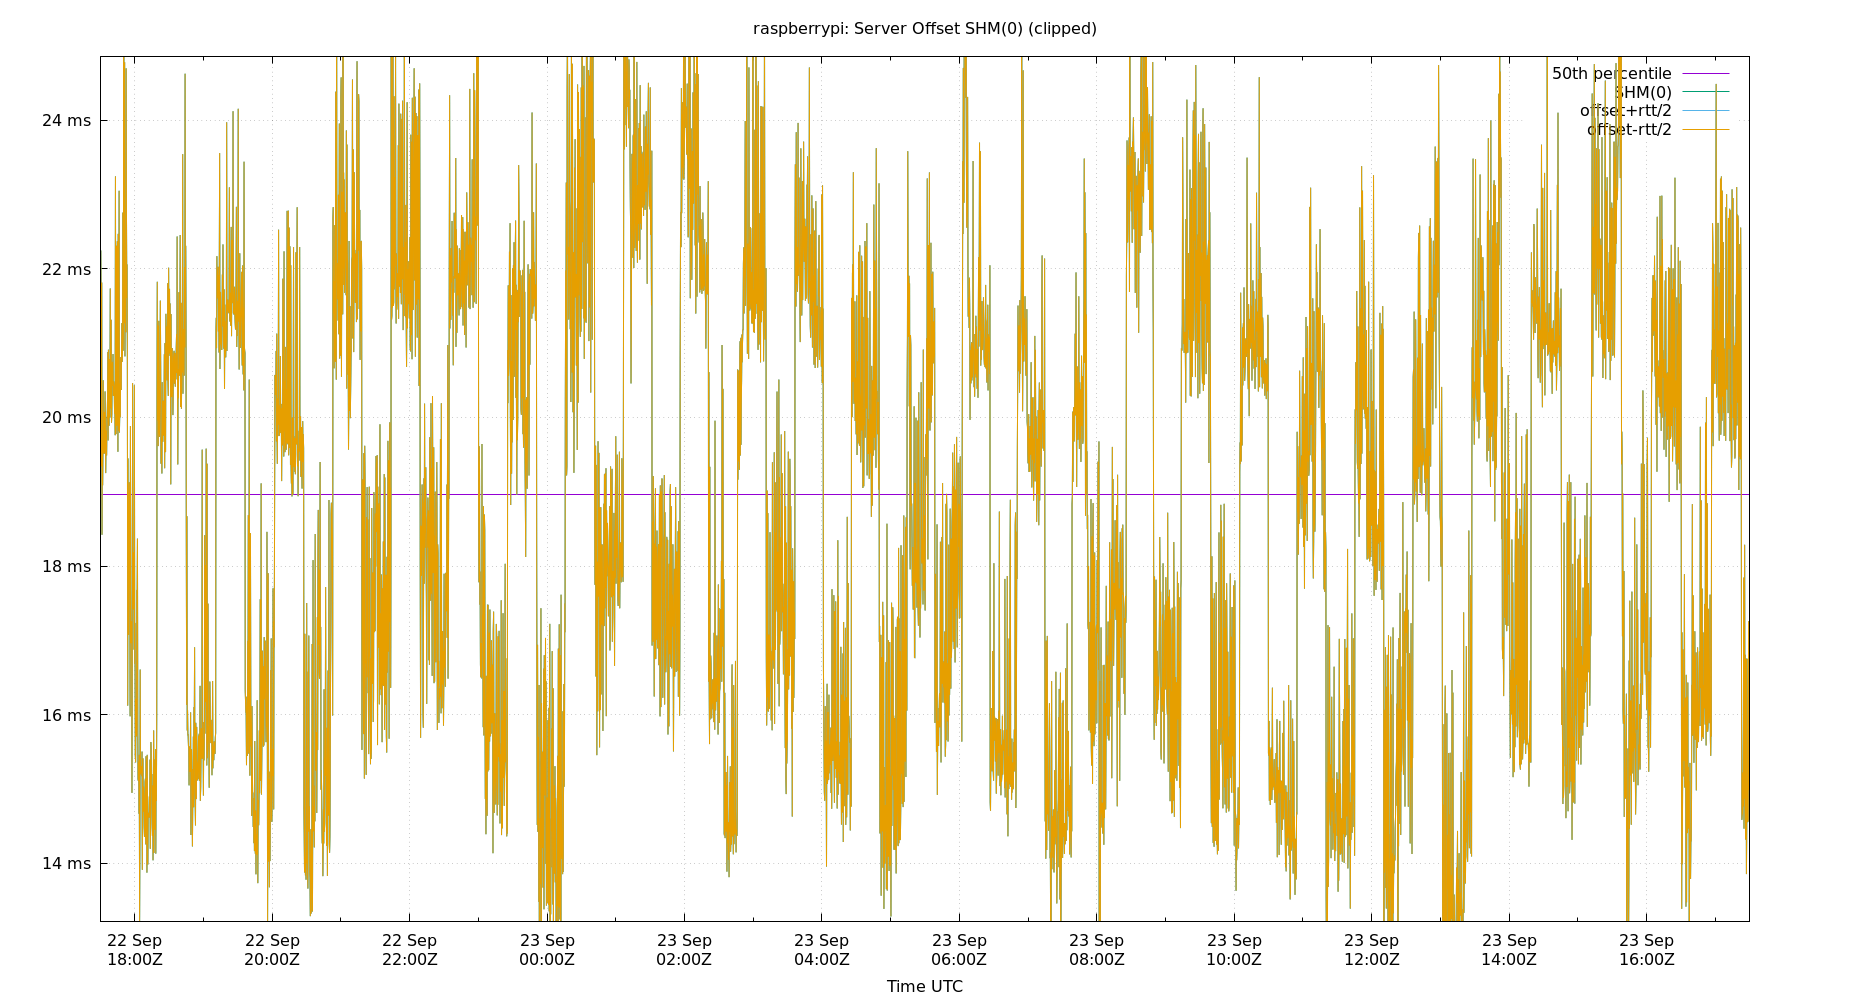 raspberrypi: Server Offset SHM(0) (clipped)
50th percentile
SHM(0)
offset+rtt/2
offset-rtt/2
24 ms
22 ms
20 ms
18 ms
16 ms
14 ms
22 Sep 22 Sep 22 Sep 23 Sep 23 Sep 23 Sep 23 Sep 23 Sep 23 Sep 23 Sep 23 Sep 23 Sep
18:00Z 20:00Z 22:00Z 00:00Z 02:00Z 04:00Z 06:00Z 08:00Z 10:00Z 12:00Z 14:00Z 16:00Z
Time UTC